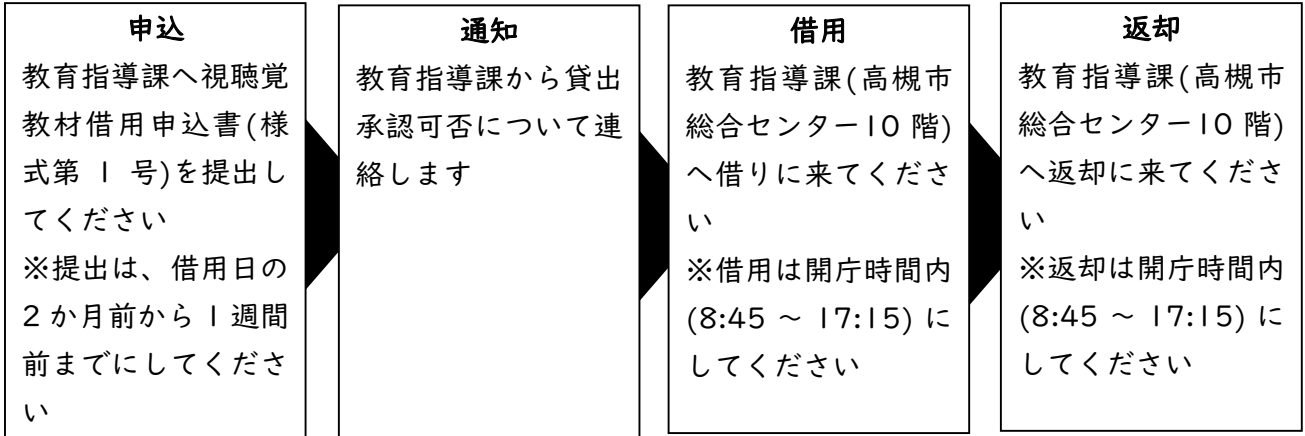 申込
教育指導課へ視聴覚
教材借用申込書(様
式第 1 号)を提出し
てください
※提出は、借用日の
2か月前から1週間
前までにしてくださ
い
通知
教育指導課から貸出
承認可否について連
絡します
借用
教育指導課(高槻市
総合センター10 階)
へ借りに来てくださ
い
※借用は開庁時間内
(8:45 ～ 17:15) に
してください
返却
教育指導課(高槻市
総合センター10 階)
へ返却に来てくださ
い
※返却は開庁時間内
(8:45 ～ 17:15) に
してください